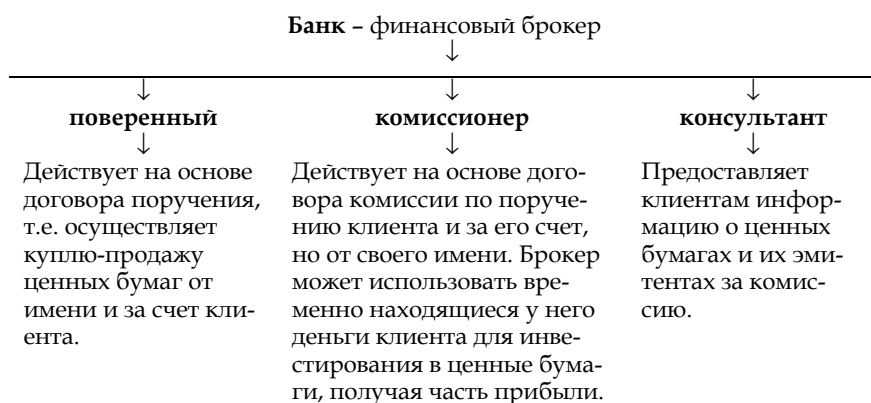 Банк – финансовый брокер
↓
↓ ↓ ↓
поверенный комиссионер консультант
↓ ↓ ↓
Действует на основе
договора поручения,
т.е. осуществляет
куплю-продажу
ценных бумаг от
имени и за счет кли-
ента.
Действует на основе дого-
вора комиссии по поруче-
нию клиента и за его счет,
но от своего имени. Брокер
может использовать вре-
менно находящиеся у него
деньги клиента для инве-
стирования в ценные бума-
ги, получая часть прибыли.
Предоставляет
клиентам инфор-
мацию о ценных
бумагах и их эми-
тентах за комис-
сию.